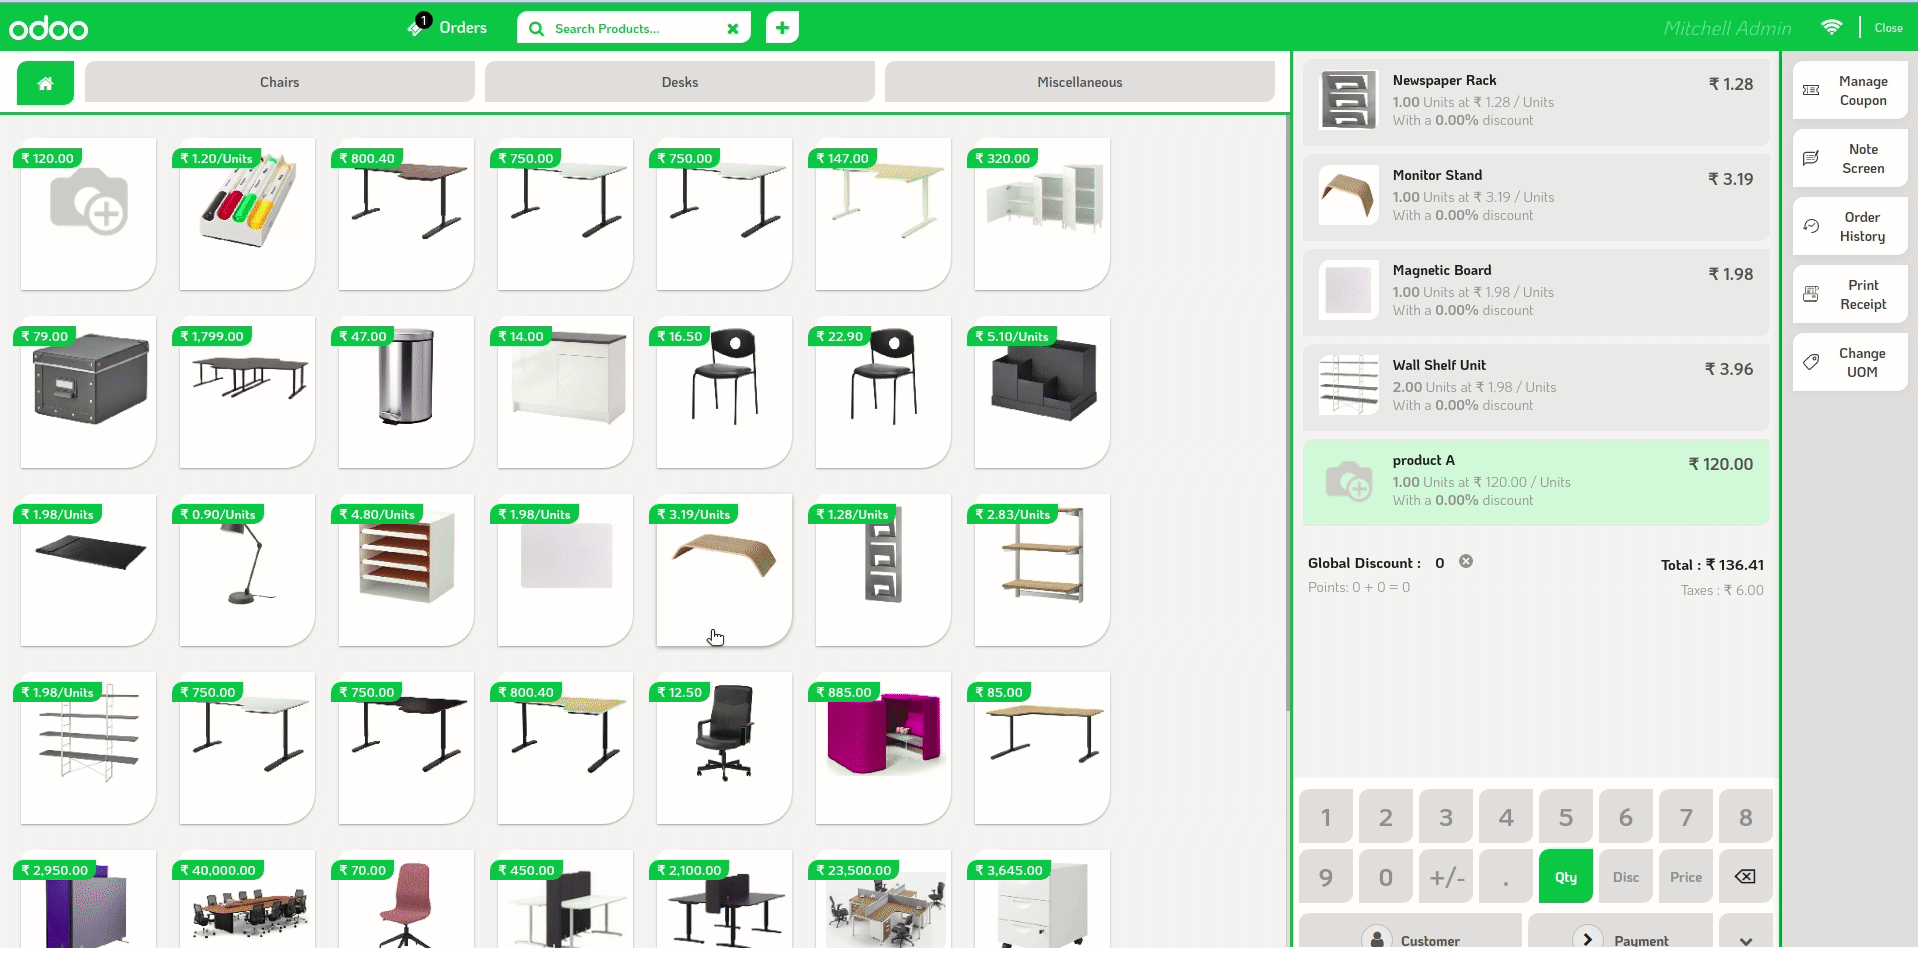 odoo
1
Orders
Search Products...
Mitchell Admin
Close
Chairs
Desks
Miscellaneous
₹ 120.00
₹ 1.20/Units
₹ 800.40
₹ 750.00
₹ 750.00
₹ 147.00
₹ 320.00
₹ 79.00
₹ 1,799.00
₹ 47.00
₹ 14.00
₹ 16.50
₹ 22.90
₹ 5.10/Units
₹ 1.98/Units
₹ 0.90/Units
₹ 4.80/Units
₹ 1.98/Units
₹ 3.19/Units
₹ 1.28/Units
₹ 2.83/Units
₹ 1.98/Units
₹ 750.00
₹ 750.00
₹ 800.40
₹ 12.50
₹ 885.00
₹ 85.00
₹ 2,950.00
₹ 40,000.00
₹ 70.00
₹ 450.00
₹ 2,100.00
₹ 23,500.00
₹ 3,645.00
Newspaper Rack
₹ 1.28
1.00 Units at ₹ 1.28 / Units
With a 0.00% discount
Monitor Stand
₹ 3.19
1.00 Units at ₹ 3.19 / Units
With a 0.00% discount
Magnetic Board
₹ 1.98
1.00 Units at ₹ 1.98 / Units
With a 0.00% discount
Wall Shelf Unit
₹ 3.96
2.00 Units at ₹ 1.98 / Units
With a 0.00% discount
product A
₹ 120.00
1.00 Units at ₹ 120.00 / Units
With a 0.00% discount
Global Discount : 0
Total : ₹ 136.41
Points: 0 + 0 = 0
Taxes : ₹ 6.00
1 2 3 4 5 6 7 8
9 0 +/- . Qty Disc Price
Customer
Payment
Manage
Coupon
Note
Screen
Order
History
Print
Receipt
Change
UOM